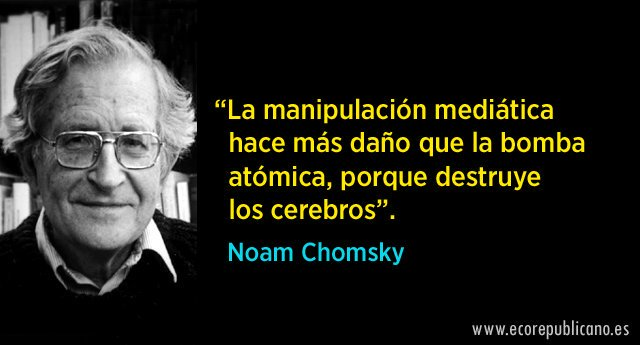 “La manipulación mediática
hace más daño que la bomba
atómica, porque destruye
los cerebros”.
Noam Chomsky
www.ecorepublicano.es